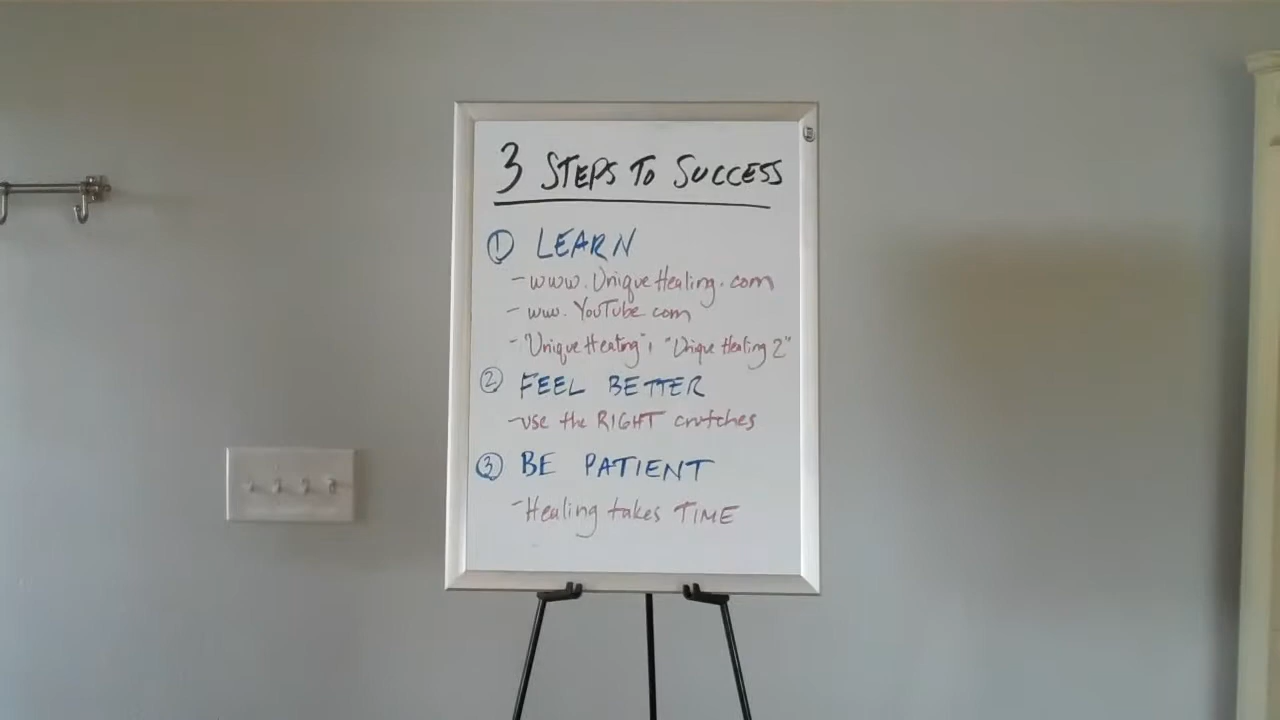 3 STEPS TO SUCCESS
① LEARN
- www.UniqueHealing.com
- www.YouTube.com
- "Unique Healing" & "Unique Healing 2"
② FEEL BETTER
- use the RIGHT crutches
③ BE PATIENT
- Healing takes TIME